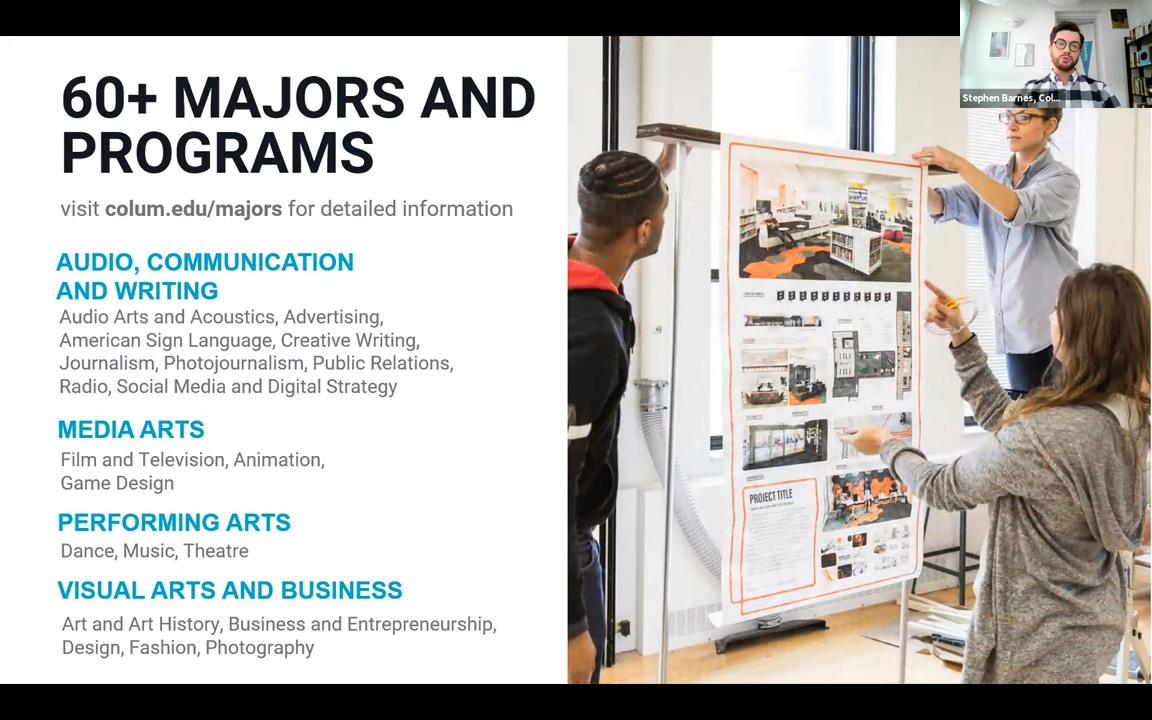 60+ MAJORS AND
PROGRAMS
visit colum.edu/majors for detailed information
AUDIO, COMMUNICATION
AND WRITING
Audio Arts and Acoustics, Advertising,
American Sign Language, Creative Writing,
Journalism, Photojournalism, Public Relations,
Radio, Social Media and Digital Strategy
MEDIA ARTS
Film and Television, Animation,
Game Design
PERFORMING ARTS
Dance, Music, Theatre
VISUAL ARTS AND BUSINESS
Art and Art History, Business and Entrepreneurship,
Design, Fashion, Photography
Stephen Barnes, Col...
PROJECT TITLE